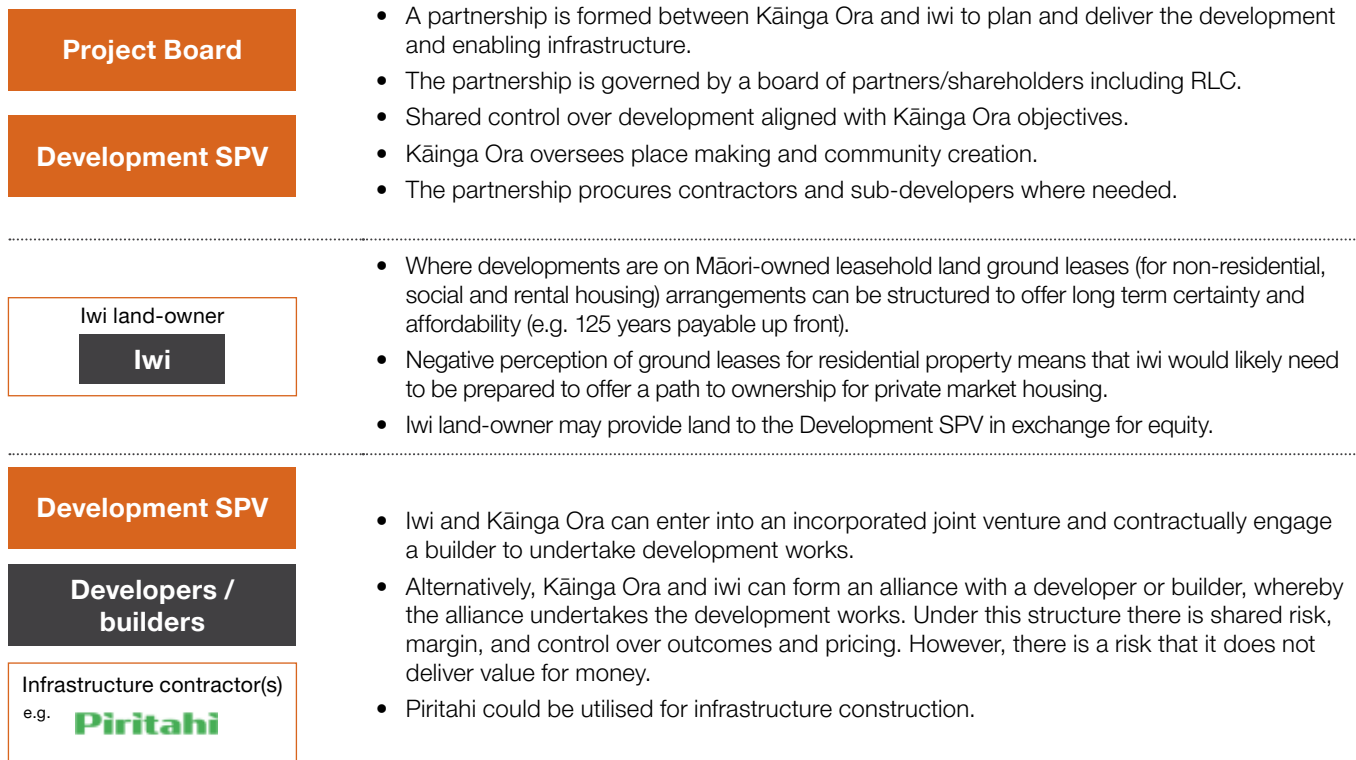 Project Board
Development SPV
• A partnership is formed between Kāinga Ora and iwi to plan and deliver the development
and enabling infrastructure.
• The partnership is governed by a board of partners/shareholders including RLC.
• Shared control over development aligned with Kāinga Ora objectives.
• Kāinga Ora oversees place making and community creation.
• The partnership procures contractors and sub-developers where needed.
Iwi land-owner
Iwi
• Where developments are on Māori-owned leasehold land ground leases (for non-residential,
social and rental housing) arrangements can be structured to offer long term certainty and
affordability (e.g. 125 years payable up front).
• Negative perception of ground leases for residential property means that iwi would likely need
to be prepared to offer a path to ownership for private market housing.
• Iwi land-owner may provide land to the Development SPV in exchange for equity.
Development SPV
Developers /
builders
Infrastructure contractor(s)
e.g. Piritahi
• Iwi and Kāinga Ora can enter into an incorporated joint venture and contractually engage
a builder to undertake development works.
• Alternatively, Kāinga Ora and iwi can form an alliance with a developer or builder, whereby
the alliance undertakes the development works. Under this structure there is shared risk,
margin, and control over outcomes and pricing. However, there is a risk that it does not
deliver value for money.
• Piritahi could be utilised for infrastructure construction.